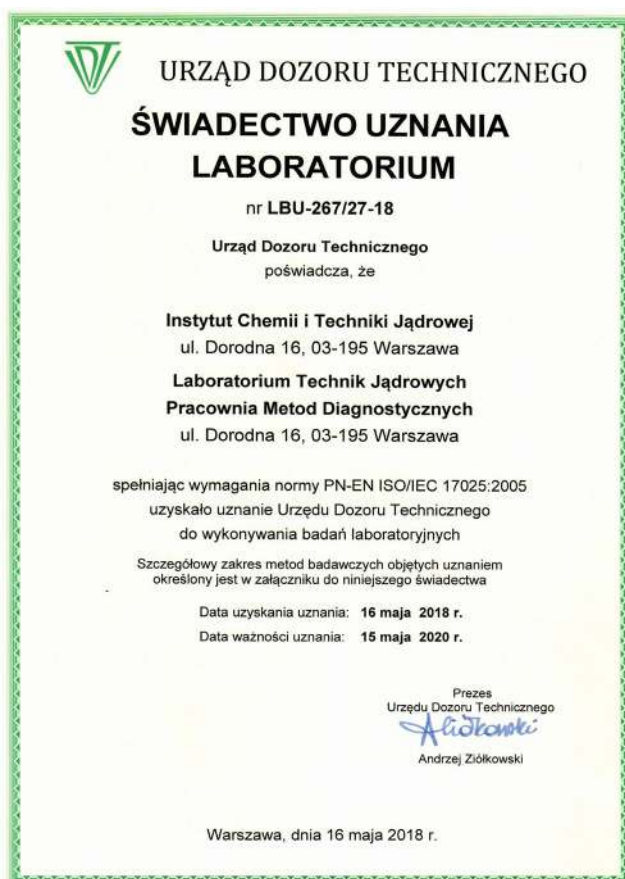 UDT
URZĄD DOZORU TECHNICZNEGO
ŚWIADECTWO UZNANIA
LABORATORIUM
nr LBU-267/27-18
Urząd Dozoru Technicznego
poświadcza, że
Instytut Chemii i Techniki Jądrowej
ul. Dorodna 16, 03-195 Warszawa
Laboratorium Technik Jądrowych
Pracownia Metod Diagnostycznych
ul. Dorodna 16, 03-195 Warszawa
spełniając wymagania normy PN-EN ISO/IEC 17025:2005
uzyskało uznanie Urzędu Dozoru Technicznego
do wykonywania badań laboratoryjnych
Szczegółowy zakres metod badawczych objętych uznaniem
określony jest w załączniku do niniejszego świadectwa
Data uzyskania uznania: 16 maja 2018 r.
Data ważności uznania: 15 maja 2020 r.
Prezes
Urzędu Dozoru Technicznego
AZiółkowski
Andrzej Ziółkowski
Warszawa, dnia 16 maja 2018 r.